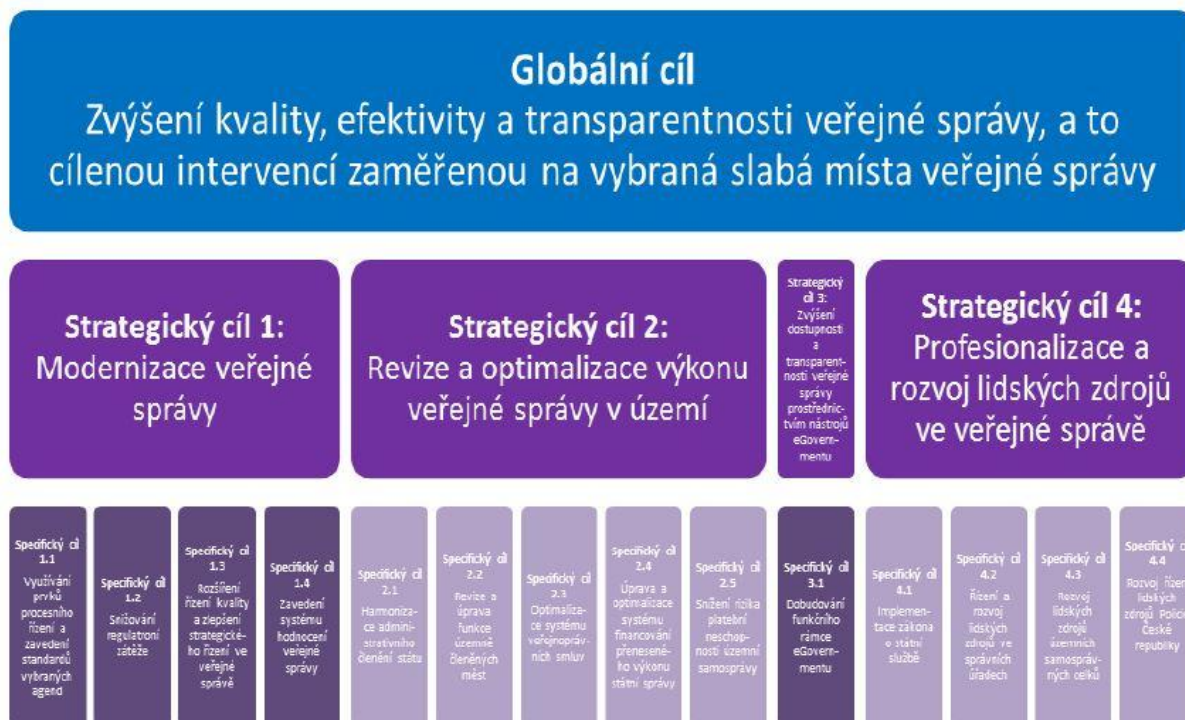 Globální cíl
Zvýšení kvality, efektivity a transparentnosti veřejné správy, a to
cílenou intervencí zaměřenou na vybraná slabá místa veřejné správy
Strategický cíl 1:
Modernizace veřejné
správy
Strategický cíl 2:
Revize a optimalizace výkonu
veřejné správy v území
Strategický
cíl 3:
Zvýšení
dostupnosti
a
transparent-
nosti veřejné
správy
prostřednic-
tvím nástrojů
eGovern-
mentu
Strategický cíl 4:
Profesionalizace a
rozvoj lidských zdrojů
ve veřejné správě
Specifický cíl
1.1
Využívání
prvků
procesního
řízení a
zavedení
standardů
vybraných
agend
Specifický cíl
1.2
Snižování
regulatorní
zátěže
Specifický cíl
1.3
Rozšíření
řízení kvality
a zlepšení
strategické-
ho řízení ve
veřejné
správě
Specifický cíl
1.4
Zavedení
systému
hodnocení
veřejné
správy
Specifický cíl
2.1
Harmoniza-
ce admini-
strativního
členění státu
Specifický cíl
2.2
Revize a
úprava
funkce
územně
členěných
měst
Specifický cíl
2.3
Optimaliza-
ce systému
veřejnopráv-
ních smluv
Specifický cíl
2.4
Úprava a
optimalizace
systému
financování
přenesené-
ho výkonu
státní správy
Specifický cíl
2.5
Snížení rizika
platební
neschop-
nosti územní
samosprávy
Specifický cíl
3.1
Dobudování
funkčního
rámce
eGovern-
mentu
Specifický cíl
4.1
Implemen-
tace zákona
o státní
službě
Specifický cíl
4.2
Řízení a
rozvoj
lidských
zdrojů ve
správních
úřadech
Specifický cíl
4.3
Rozvoj
lidských
zdrojů
územních
samospráv-
ných celků
Specifický c
4.4
Rozvoj řízen
lidských
zdrojů Polici
České
republiky